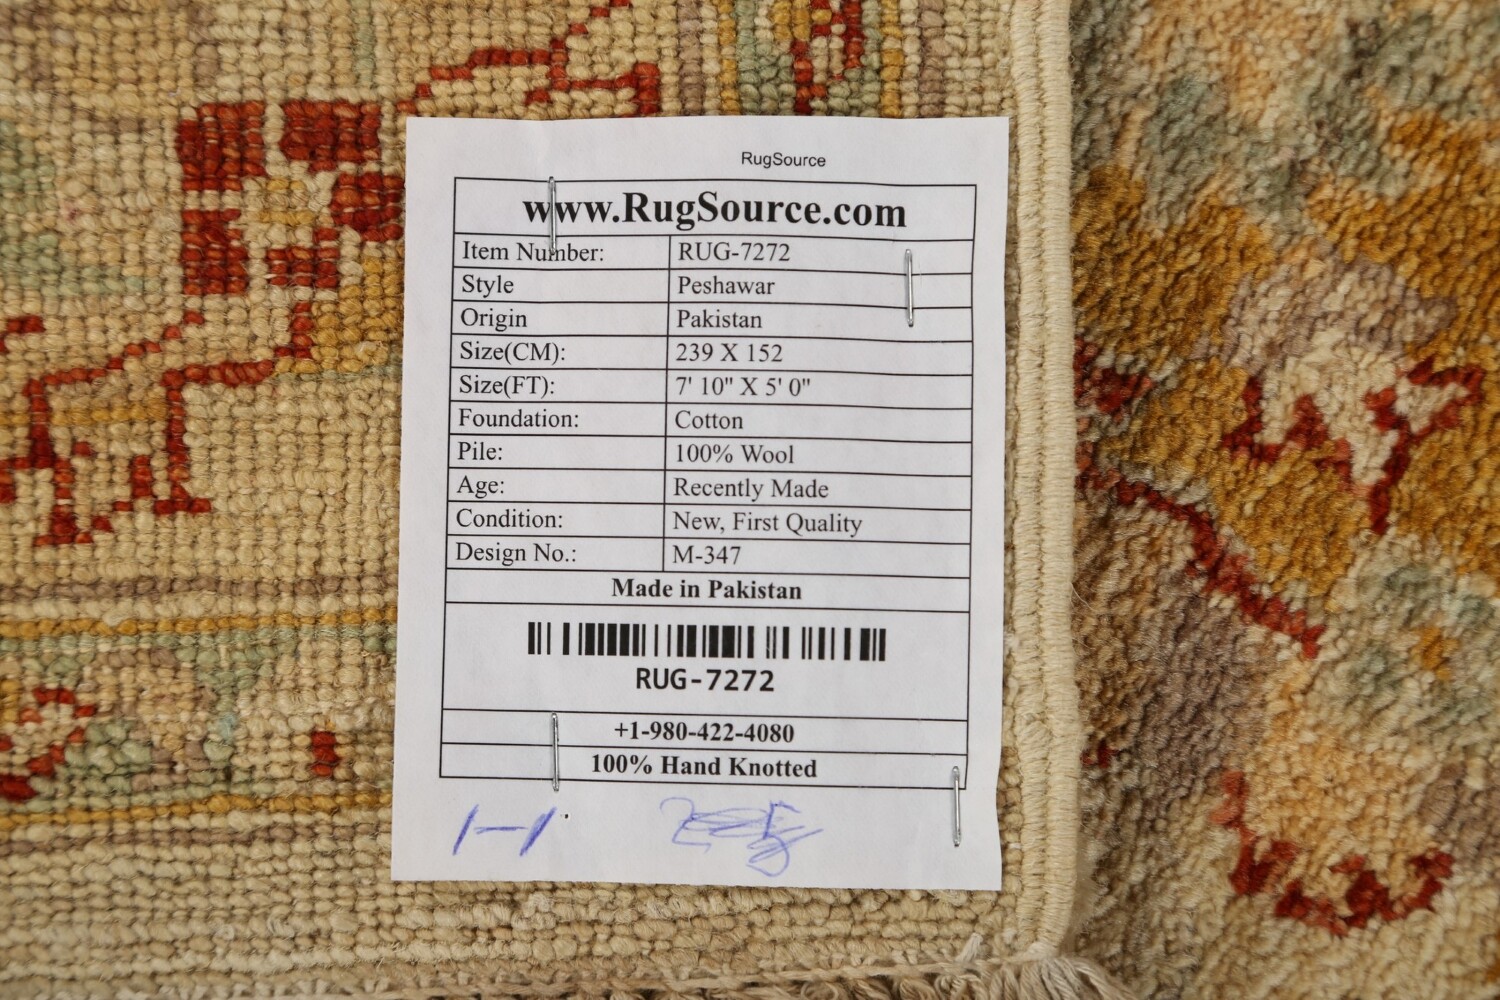 RugSource
www.RugSource.com
Item Number: RUG-7272
Style Peshawar
Origin Pakistan
Size(CM): 239 X 152
Size(FT): 7' 10" X 5' 0"
Foundation: Cotton
Pile: 100% Wool
Age: Recently Made
Condition: New, First Quality
Design No.: M-347
Made in Pakistan
RUG-7272
+1-980-422-4080
100% Hand Knotted
1-1